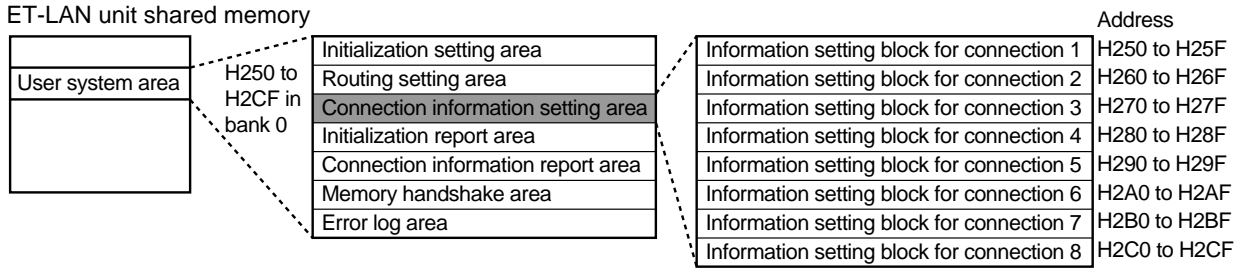 ET-LAN unit shared memory
User system area
H250 to
H2CF in
bank 0
Initialization setting area
Routing setting area
Connection information setting area
Initialization report area
Connection information report area
Memory handshake area
Error log area
Address
Information setting block for connection 1 H250 to H25F
Information setting block for connection 2 H260 to H26F
Information setting block for connection 3 H270 to H27F
Information setting block for connection 4 H280 to H28F
Information setting block for connection 5 H290 to H29F
Information setting block for connection 6 H2A0 to H2AF
Information setting block for connection 7 H2B0 to H2BF
Information setting block for connection 8 H2C0 to H2CF